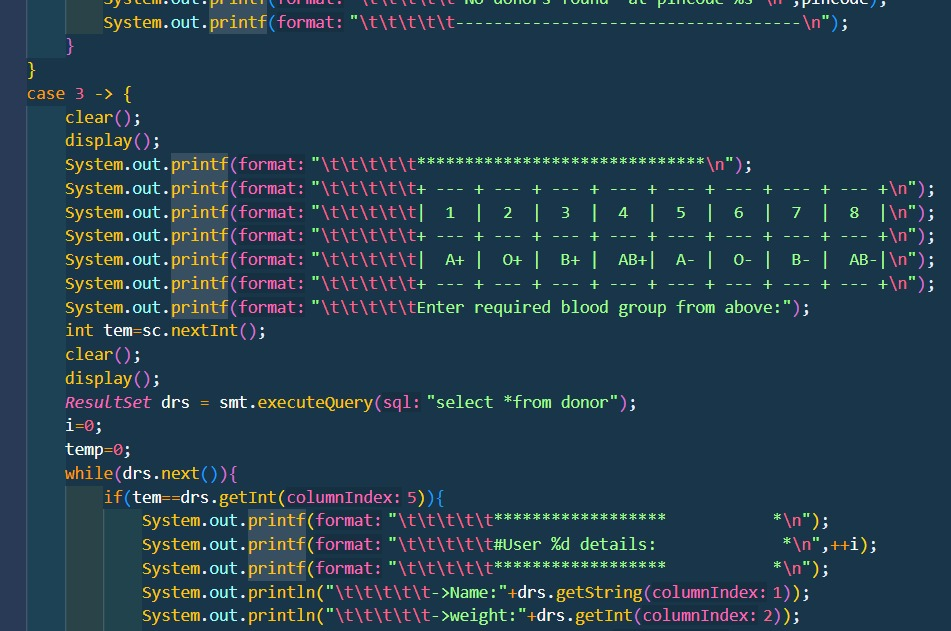 System.out.printf(format: "\t\t\t\t\t No donors found  at pincode %s \n",pincode);
System.out.printf(format: "\t\t\t\t\t------------------------------------\n");
}
}
case 3 -> {
clear();
display();
System.out.printf(format: "\t\t\t\t\t******************************\n");
System.out.printf(format: "\t\t\t\t\t+ --- + --- + --- + --- + --- + --- + --- + --- +\n");
System.out.printf(format: "\t\t\t\t\t|  1  |  2  |  3  |  4  |  5  |  6  |  7  |  8  |\n");
System.out.printf(format: "\t\t\t\t\t+ --- + --- + --- + --- + --- + --- + --- + --- +\n");
System.out.printf(format: "\t\t\t\t\t|  A+ |  O+ |  B+ |  AB+|  A- |  O- |  B- |  AB-|\n");
System.out.printf(format: "\t\t\t\t\t+ --- + --- + --- + --- + --- + --- + --- + --- +\n");
System.out.printf(format: "\t\t\t\t\tEnter required blood group from above:");
int tem=sc.nextInt();
clear();
display();
ResultSet drs = smt.executeQuery(sql: "select *from donor");
i=0;
temp=0;
while(drs.next()){
if(tem==drs.getInt(columnIndex: 5)){
System.out.printf(format: "\t\t\t\t\t******************           *\n");
System.out.printf(format: "\t\t\t\t\t#User %d details:             *\n",++i);
System.out.printf(format: "\t\t\t\t\t******************           *\n");
System.out.println("\t\t\t\t\t->Name:"+drs.getString(columnIndex: 1));
System.out.println("\t\t\t\t\t->weight:"+drs.getInt(columnIndex: 2));